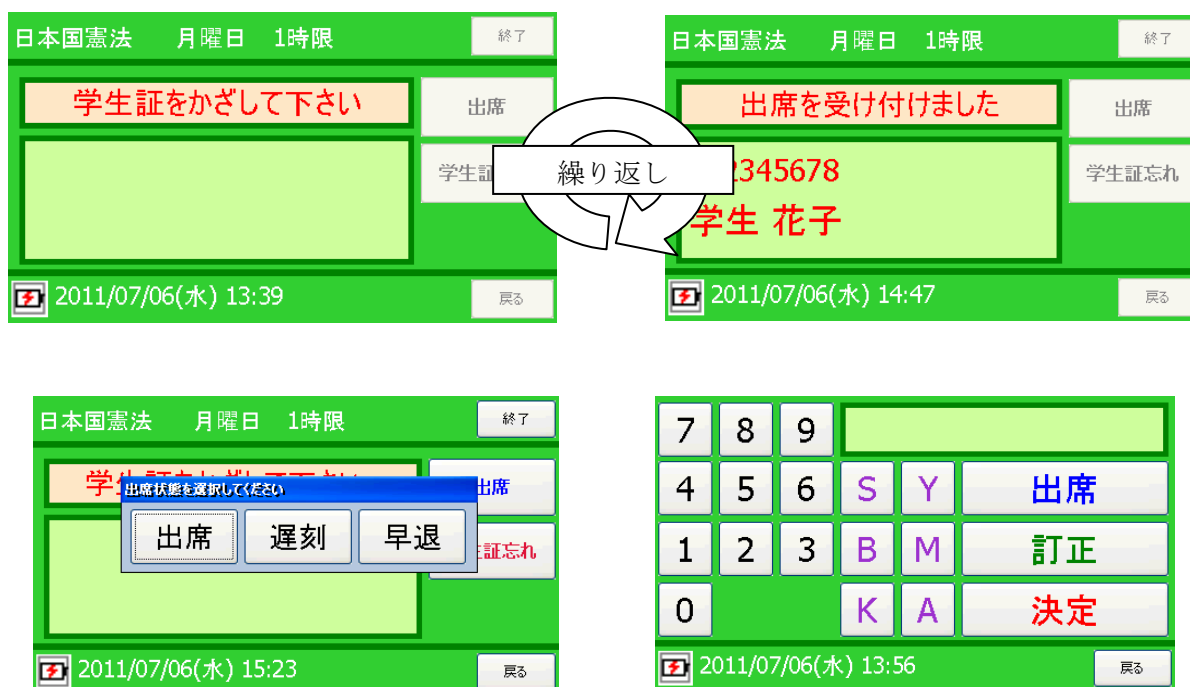 日本国憲法 月曜日 1時限 終了
学生証をかざして下さい 出席
学生証
2011/07/06(水) 13:39 戻る
繰り返し
日本国憲法 月曜日 1時限 終了
出席を受け付けました 出席
2345678 学生証忘れ
学生 花子
2011/07/06(水) 14:47 戻る
日本国憲法 月曜日 1時限 終了
学 出席
出席状態を選択してください
出席 遅刻 早退
証忘れ
2011/07/06(水) 15:23 戻る
7 8 9
4 5 6 S Y 出席
1 2 3 B M 訂正
0 K A 決定
2011/07/06(水) 13:56 戻る